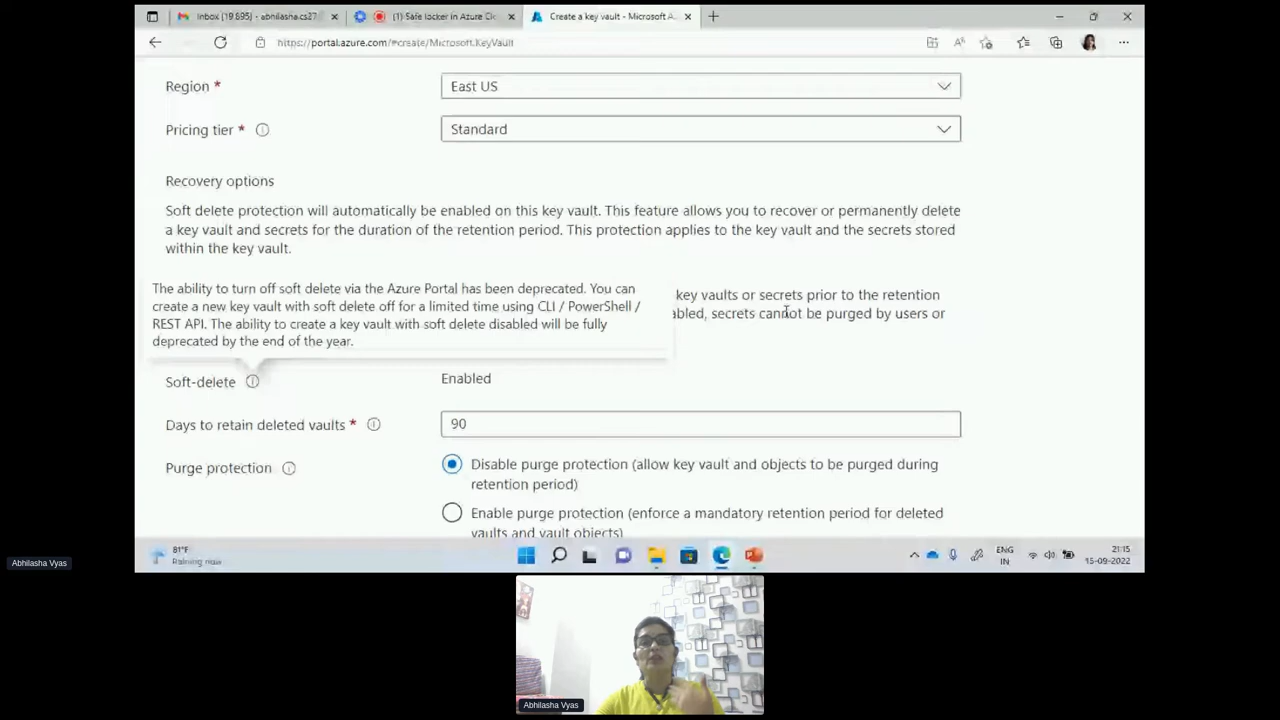 Inbox (19,695) - abhilasha.cs27
(1) Safe locker in Azure Clo
Create a key vault - Microsoft A
https://portal.azure.com/#create/Microsoft.KeyVault
Region *
East US
Pricing tier *
Standard
Recovery options
Soft delete protection will automatically be enabled on this key vault. This feature allows you to recover or permanently delete
a key vault and secrets for the duration of the retention period. This protection applies to the key vault and the secrets stored
within the key vault.
The ability to turn off soft delete via the Azure Portal has been deprecated. You can
create a new key vault with soft delete off for a limited time using CLI / PowerShell /
REST API. The ability to create a key vault with soft delete disabled will be fully
deprecated by the end of the year.
key vaults or secrets prior to the retention
abled, secrets cannot be purged by users or
Soft-delete
Enabled
Days to retain deleted vaults *
90
Purge protection
Disable purge protection (allow key vault and objects to be purged during
retention period)
Enable purge protection (enforce a mandatory retention period for deleted
vaults and vault objects)
81°F
Raining now
ENG
IN
21:15
15-09-2022
Abhilasha Vyas
Abhilasha Vyas